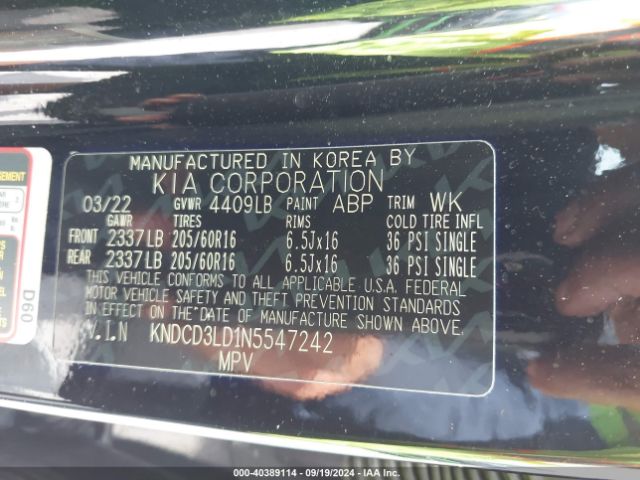 MANUFACTURED IN KOREA BY
KIA CORPORATION
03/22 GVWR 4409LB PAINT ABP TRIM WK
GAWR TIRES RIMS COLD TIRE INFL
FRONT 2337LB 205/60R16 6.5Jx16 36 PSI SINGLE
REAR 2337LB 205/60R16 6.5Jx16 36 PSI SINGLE
THIS VEHICLE CONFORMS TO ALL APPLICABLE U.S.A. FEDERAL
MOTOR VEHICLE SAFETY AND THEFT PREVENTION STANDARDS
IN EFFECT ON THE DATE OF MANUFACTURE SHOWN ABOVE.
V.I.N KNDCD3LD1N5547242
MPV
D60
000-40389114 - 09/19/2024 - IAA Inc.